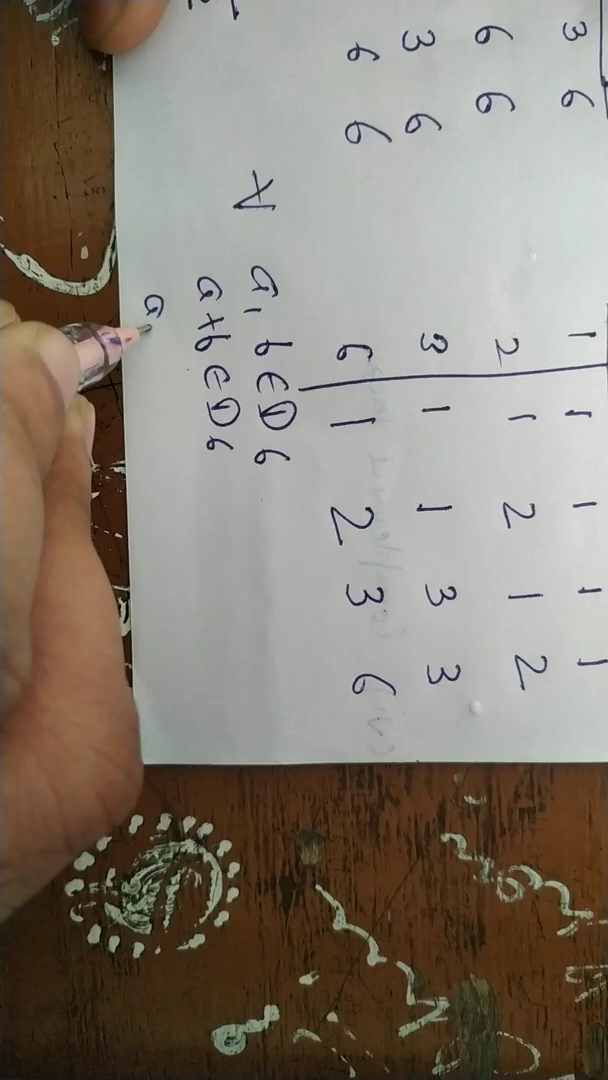 3 6 1 1 1 1 1
6 6 2 1 2 1 2
3 6 3 1 1 3 3
6 6 6 1 2 3 6
∀ a, b ∈ D6
a + b ∈ D6
a